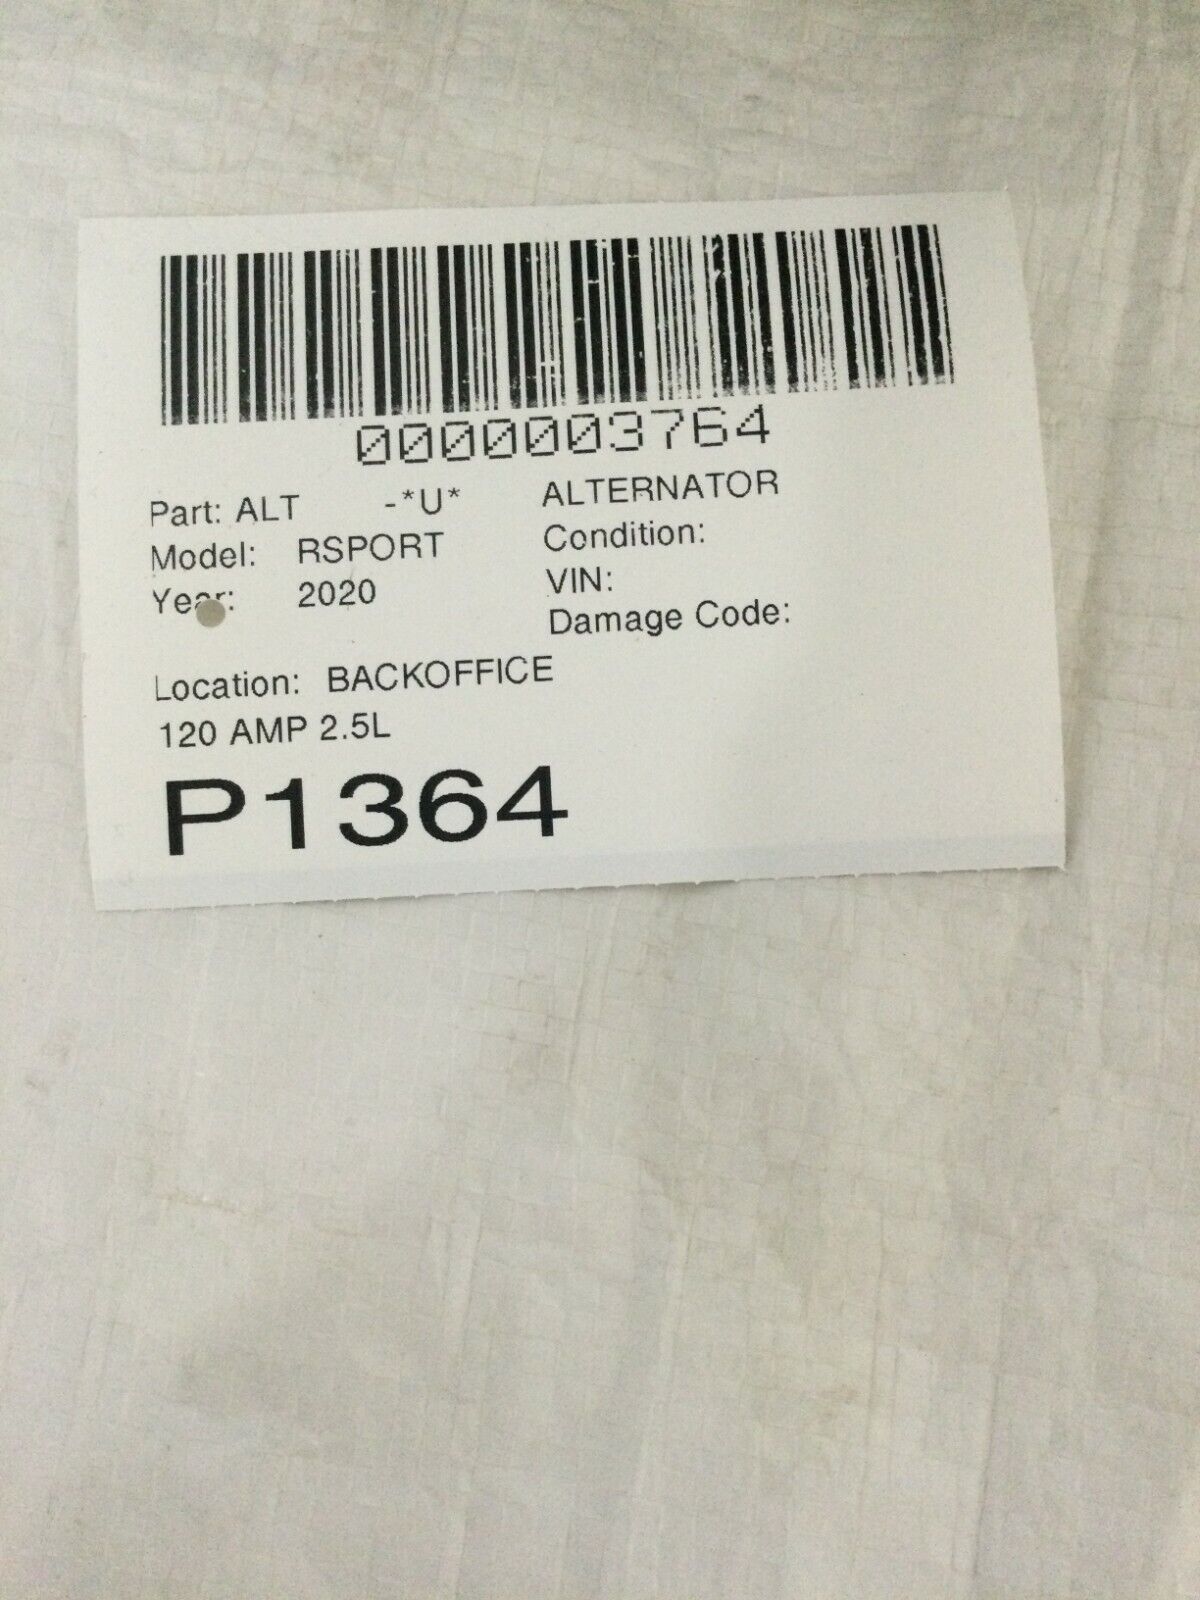 0000003764
Part: ALT -*U* ALTERNATOR
Model: RSPORT Condition:
Year: 2020 VIN:
Damage Code:
Location: BACKOFFICE
120 AMP 2.5L
P1364